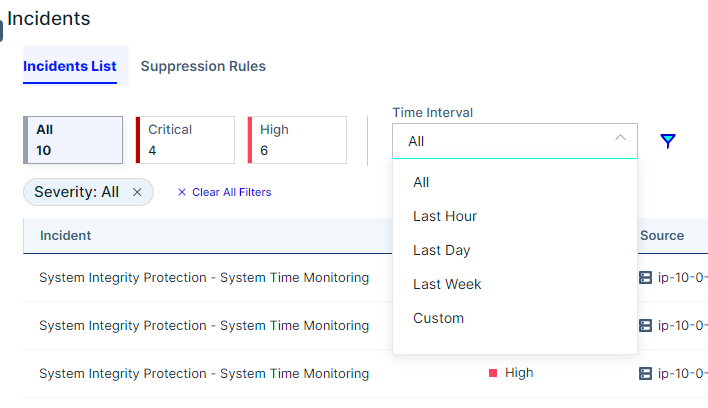 Incidents
Incidents List Suppression Rules
All
10
Critical
4
High
6
Time Interval
All
Severity: All ×
× Clear All Filters
All
Last Hour
Last Day
Last Week
Custom
Incident Source
System Integrity Protection - System Time Monitoring ip-10-0-
System Integrity Protection - System Time Monitoring ip-10-0-
System Integrity Protection - System Time Monitoring High ip-10-0-